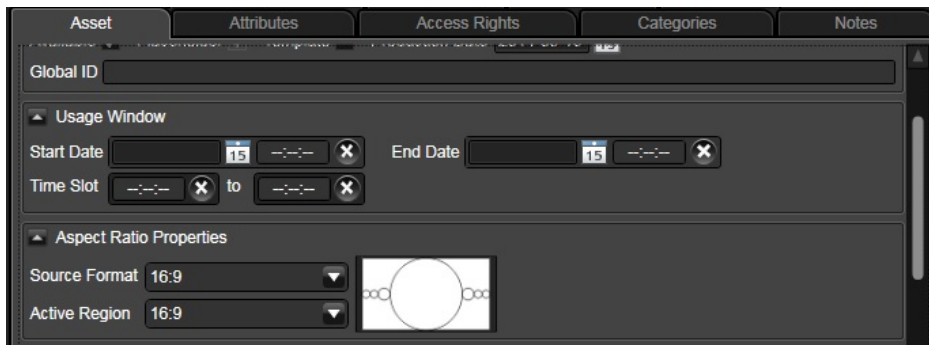 Asset Attributes Access Rights Categories Notes
Global ID
Usage Window
Start Date 15 --:--:-- End Date 15 --:--:--
Time Slot --:--:-- to --:--:--
Aspect Ratio Properties
Source Format 16:9
Active Region 16:9